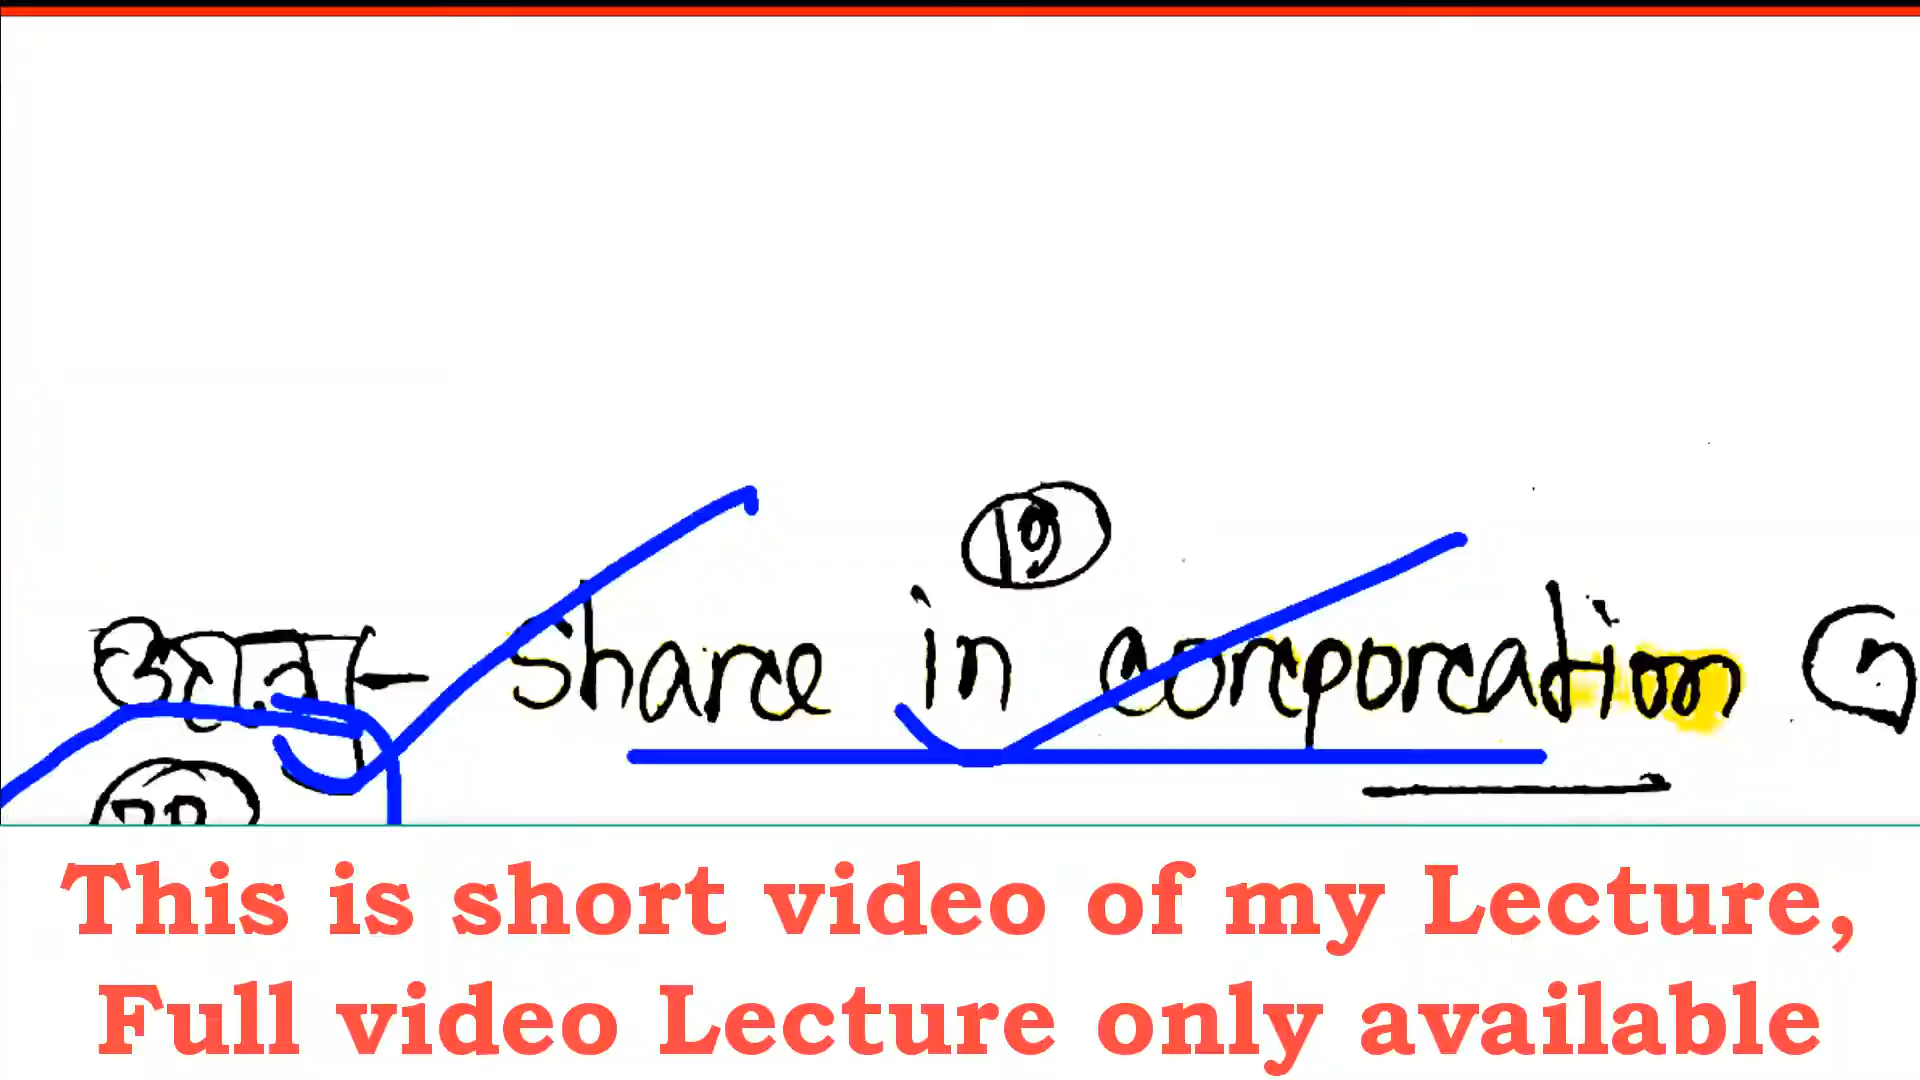 19
share in corporation
This is short video of my Lecture,
Full video Lecture only available